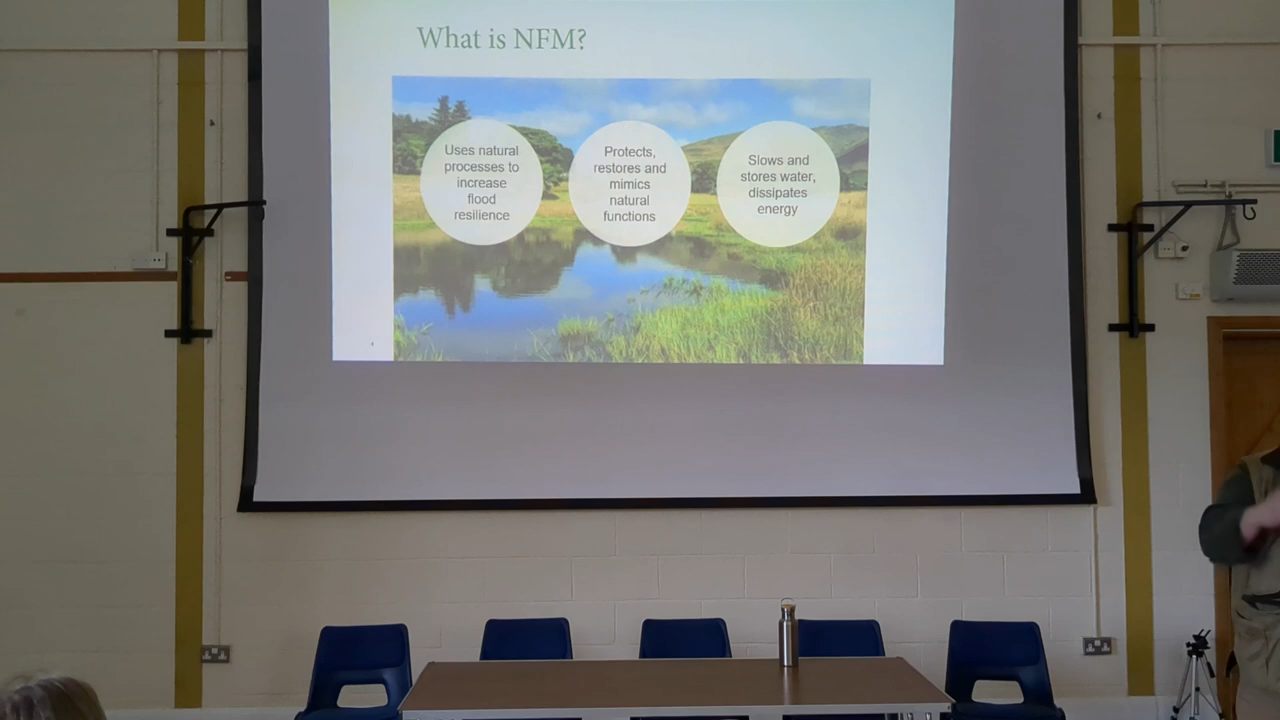 What is NFM?
Uses natural
processes to
increase
flood
resilience
Protects,
restores and
mimics
natural
functions
Slows and
stores water,
dissipates
energy